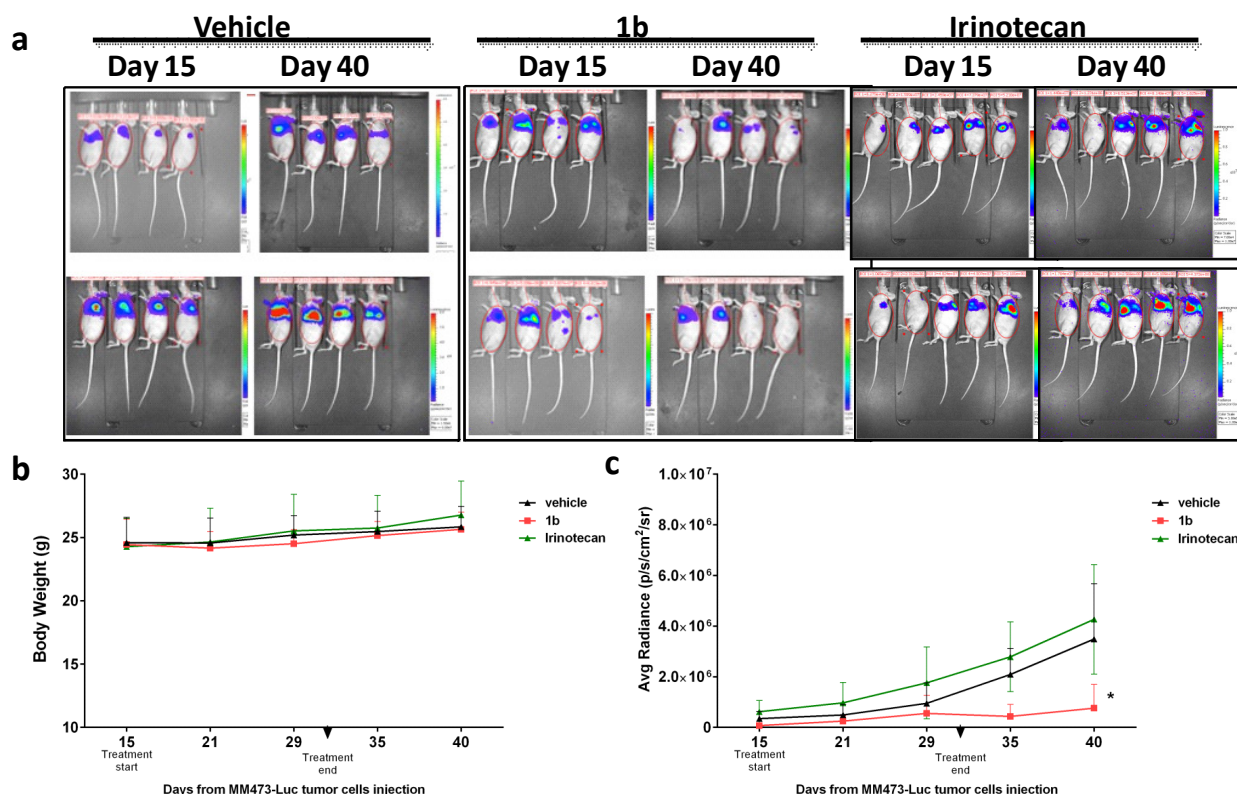 a
Vehicle
1b
Irinotecan
Day 15
Day 40
Day 15
Day 40
Day 15
Day 40
b
30
25
20
15
10
Body Weight (g)
vehicle
1b
Irinotecan
15
21
29
35
40
Treatment
start
Treatment
end
Days from MM473-Luc tumor cells injection
c
1.0×10⁷
8.0×10⁶
6.0×10⁶
4.0×10⁶
2.0×10⁶
0
Avg Radiance (p/s/cm²/sr)
vehicle
1b
Irinotecan
*
15
21
29
35
40
Treatment
start
Treatment
end
Days from MM473-Luc tumor cells injection